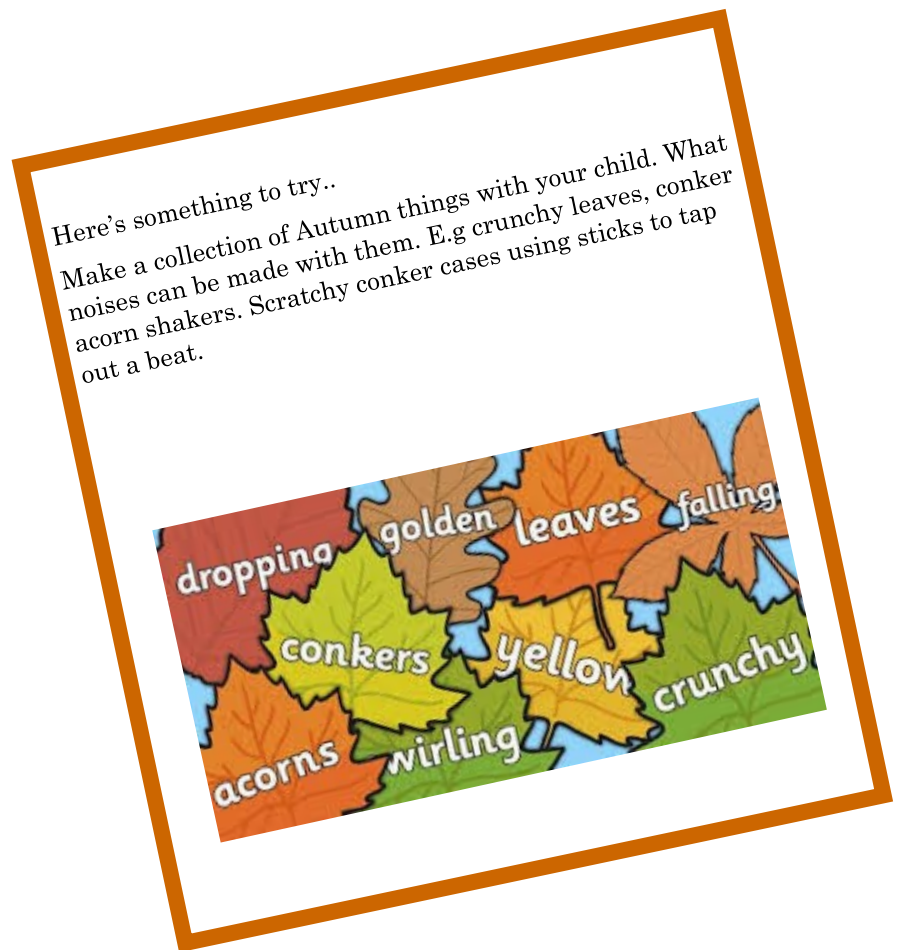 Here's something to try..
Make a collection of Autumn things with your child. What
noises can be made with them. E.g crunchy leaves, conker
acorn shakers. Scratchy conker cases using sticks to tap
out a beat.
dropping
golden
leaves
falling
conkers
yellow
crunchy
acorns
wirling